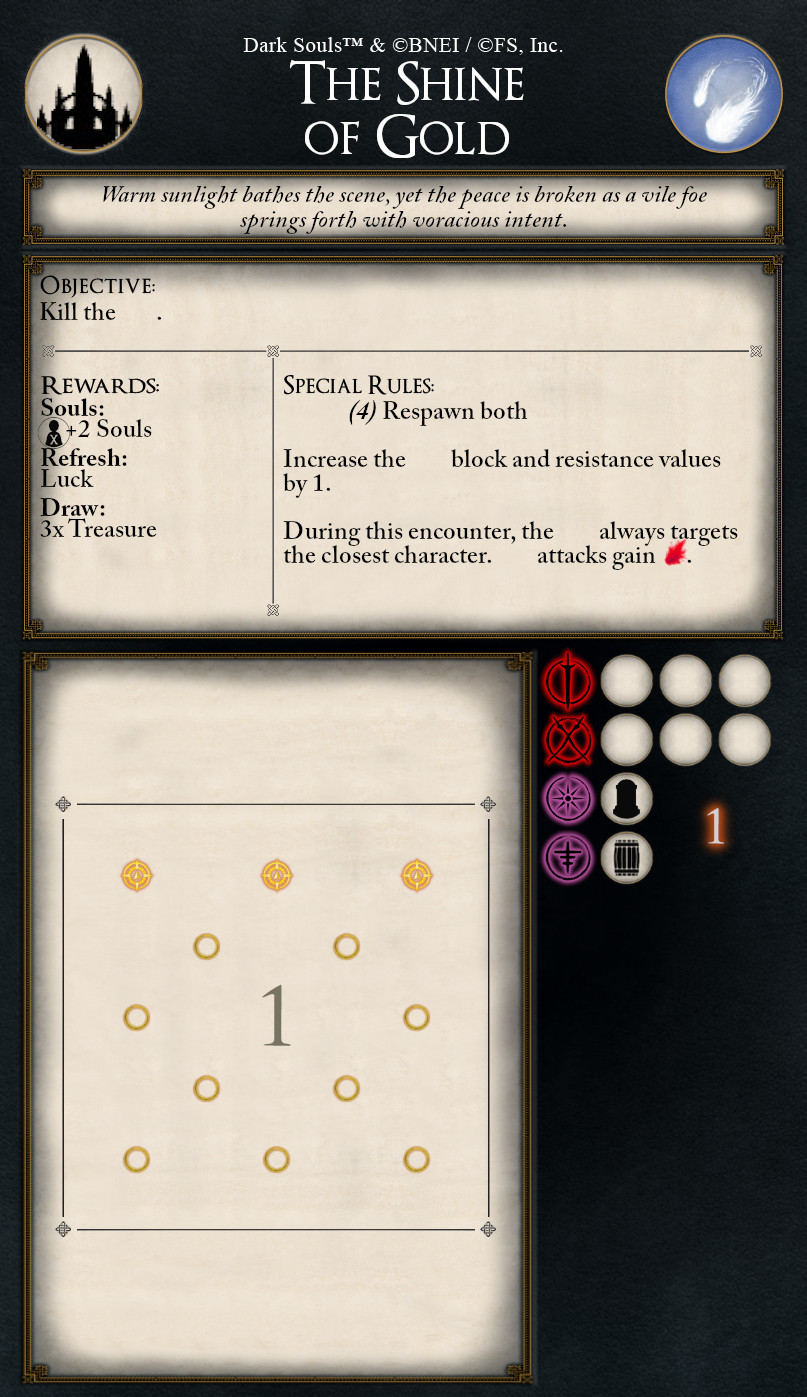 Dark Souls™ & ©BNEI / ©FS, Inc.
The Shine
of Gold
Warm sunlight bathes the scene, yet the peace is broken as a vile foe
springs forth with voracious intent.
Objective:
Kill the .
Rewards:
Souls:
+2 Souls
Refresh:
Luck
Draw:
3x Treasure
Special Rules:
(4) Respawn both
Increase the block and resistance values
by 1.
During this encounter, the always targets
the closest character. attacks gain .
1
1